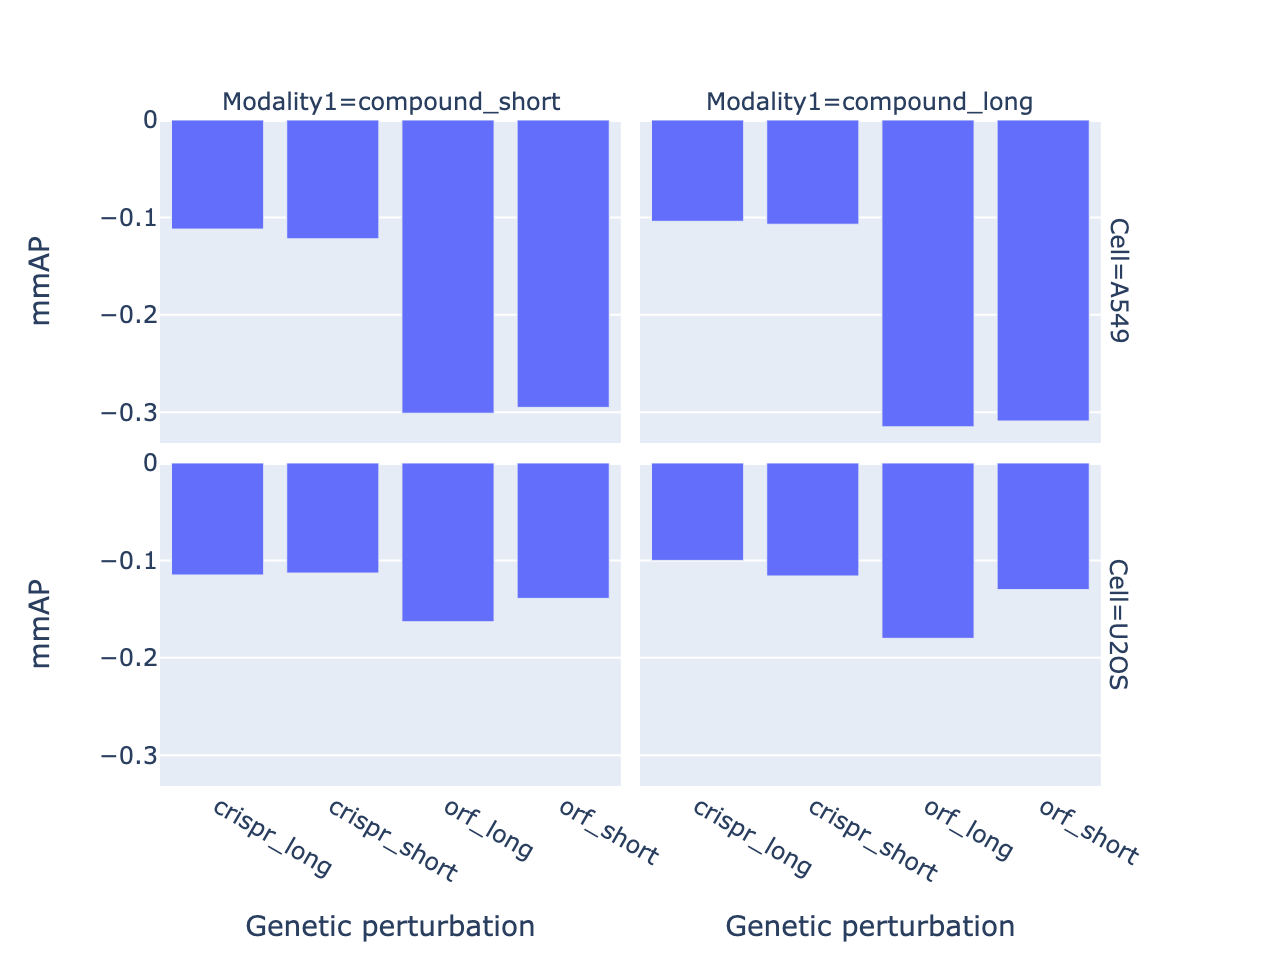 Modality1=compound_short
Modality1=compound_long
0
−0.1
−0.2
−0.3
mmAP
Cell=A549
0
−0.1
−0.2
−0.3
mmAP
Cell=U2OS
crispr_long
crispr_short
orf_long
orf_short
crispr_long
crispr_short
orf_long
orf_short
Genetic perturbation
Genetic perturbation